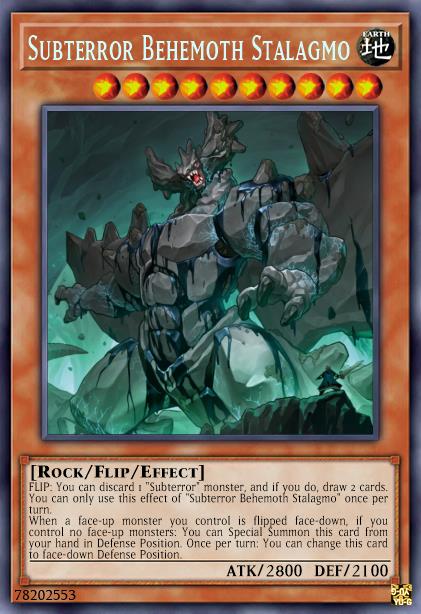 SUBTERROR BEHEMOTH STALAGMO
EARTH
地
[ROCK/FLIP/EFFECT]
FLIP: You can discard 1 "Subterror" monster, and if you do, draw 2 cards.
You can only use this effect of "Subterror Behemoth Stalagmo" once per
turn.
When a face-up monster you control is flipped face-down, if you
control no face-up monsters: You can Special Summon this card from
your hand in Defense Position. Once per turn: You can change this card
to face-down Defense Position.
ATK/2800 DEF/2100
78202553